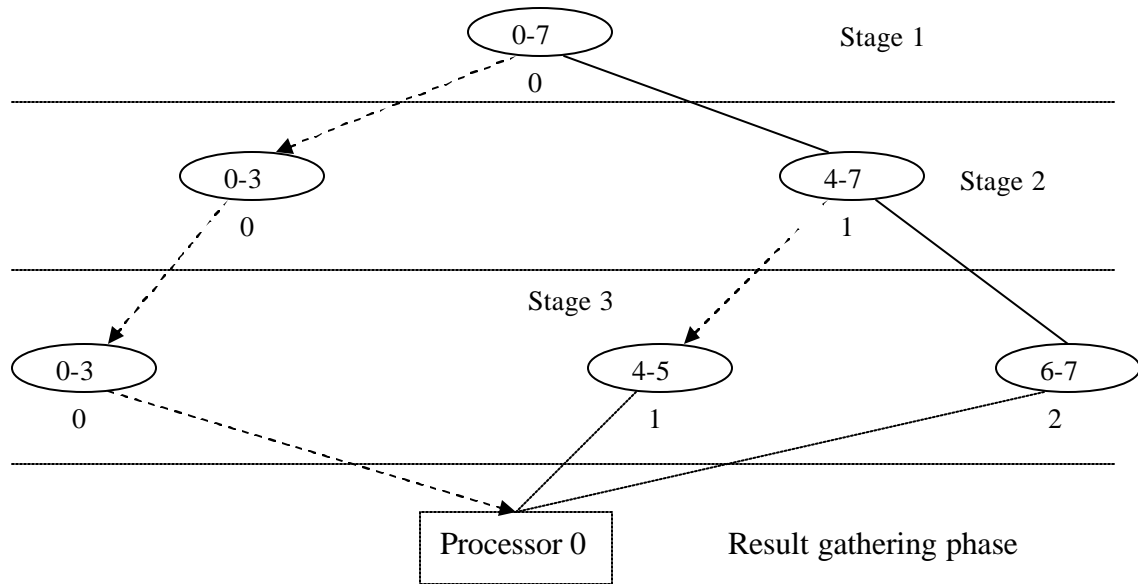 0-7
Stage 1
0
0-3
4-7
Stage 2
0
1
Stage 3
0-3
4-5
6-7
0
1
2
Processor 0
Result gathering phase